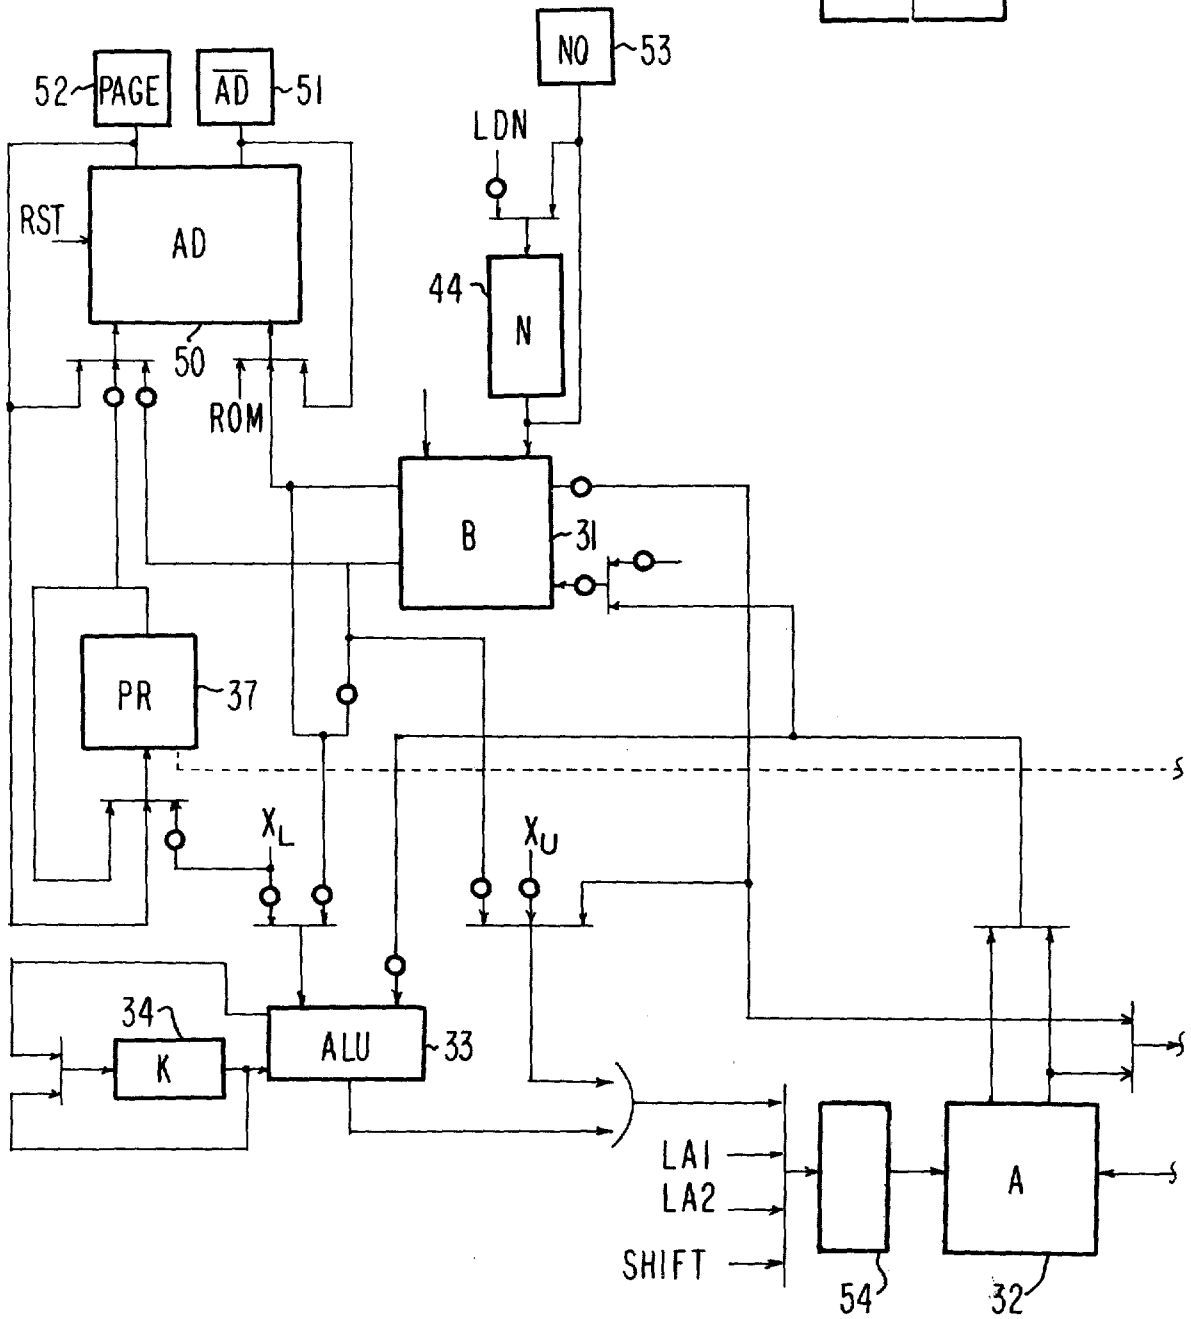 NO 53
52 PAGE A̅D̅ 51
LDN
RST AD
44
N
50
ROM
B 31
PR 37
X_L
X_U
34
K
ALU 33
LA1
LA2
A
SHIFT
54 32